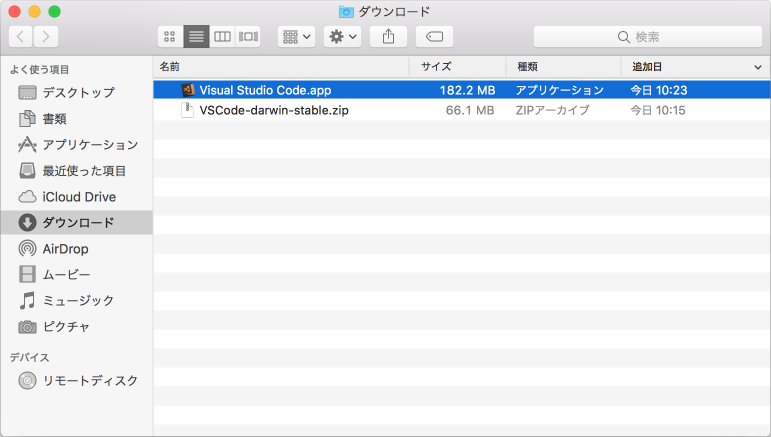 ダウンロード
検索
よく使う項目
デスクトップ
書類
アプリケーション
最近使った項目
iCloud Drive
ダウンロード
AirDrop
ムービー
ミュージック
ピクチャ
デバイス
リモートディスク
名前 サイズ 種類 追加日
Visual Studio Code.app 182.2 MB アプリケーション 今日 10:23
VSCode-darwin-stable.zip 66.1 MB ZIPアーカイブ 今日 10:15